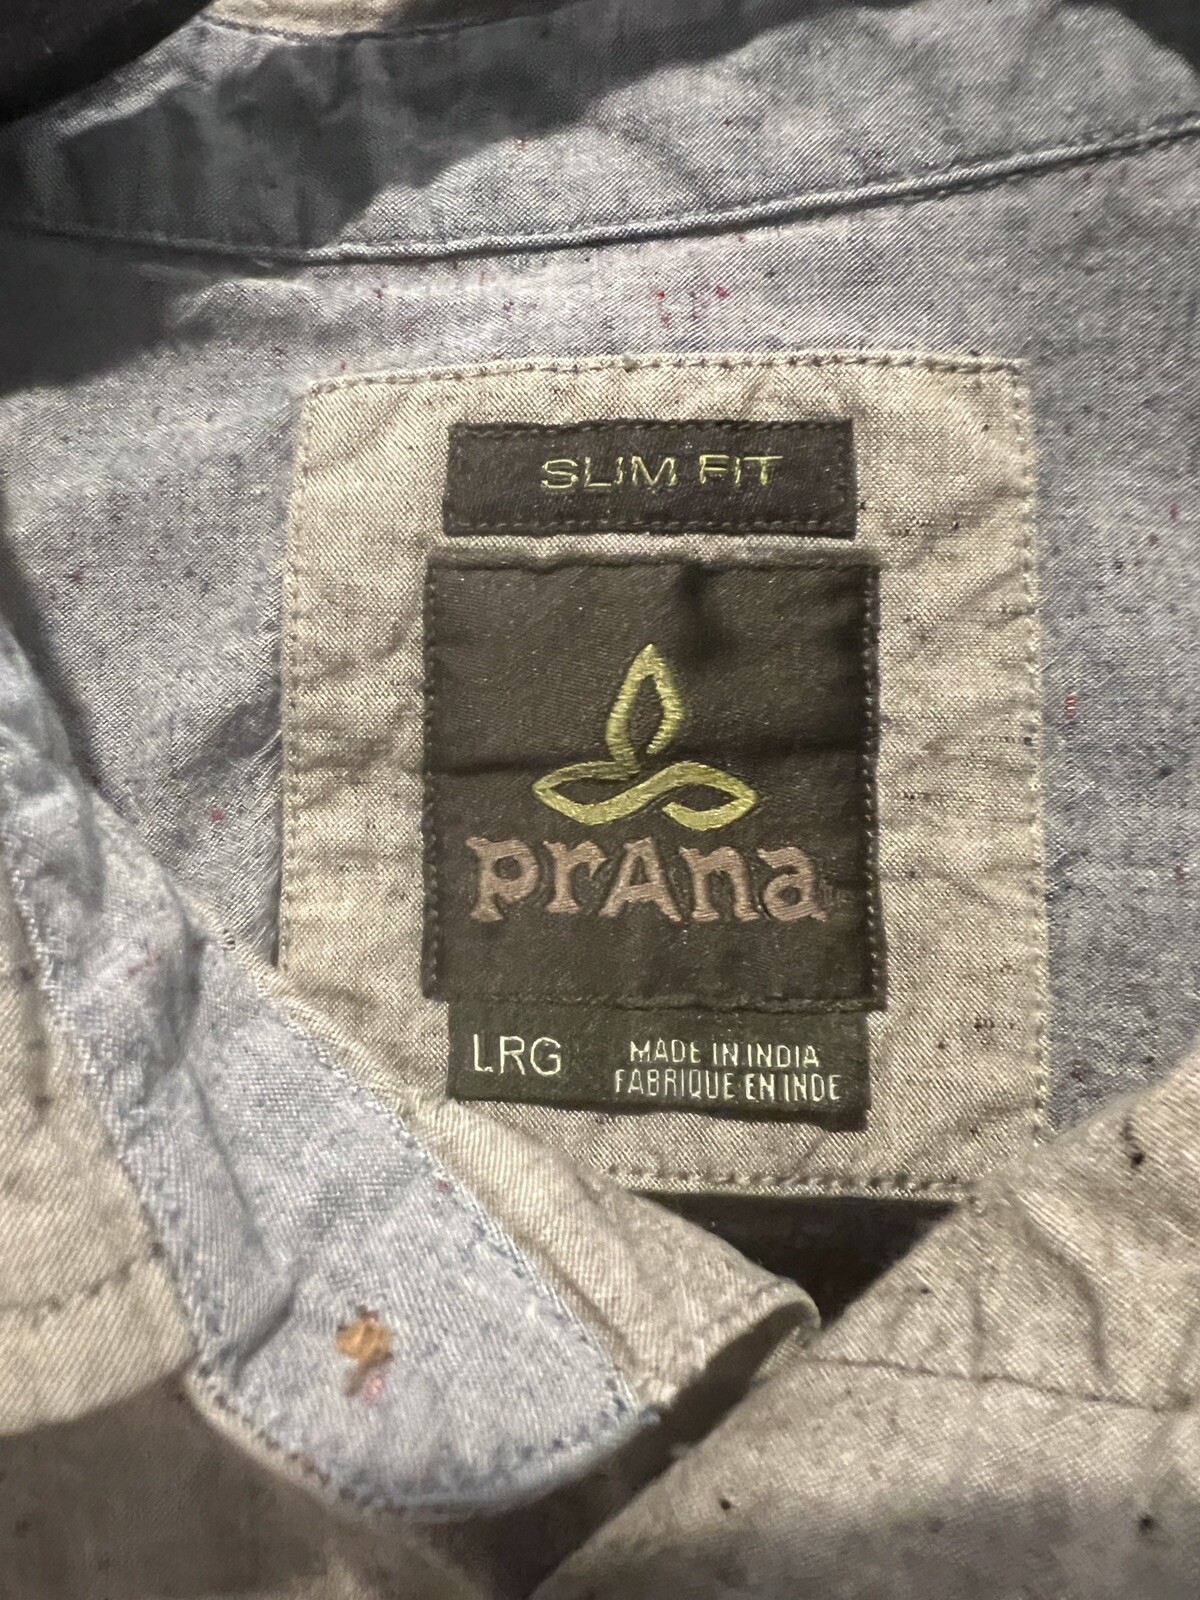 SLIM FIT
prAna
LRG
MADE IN INDIA
FABRIQUE EN INDE